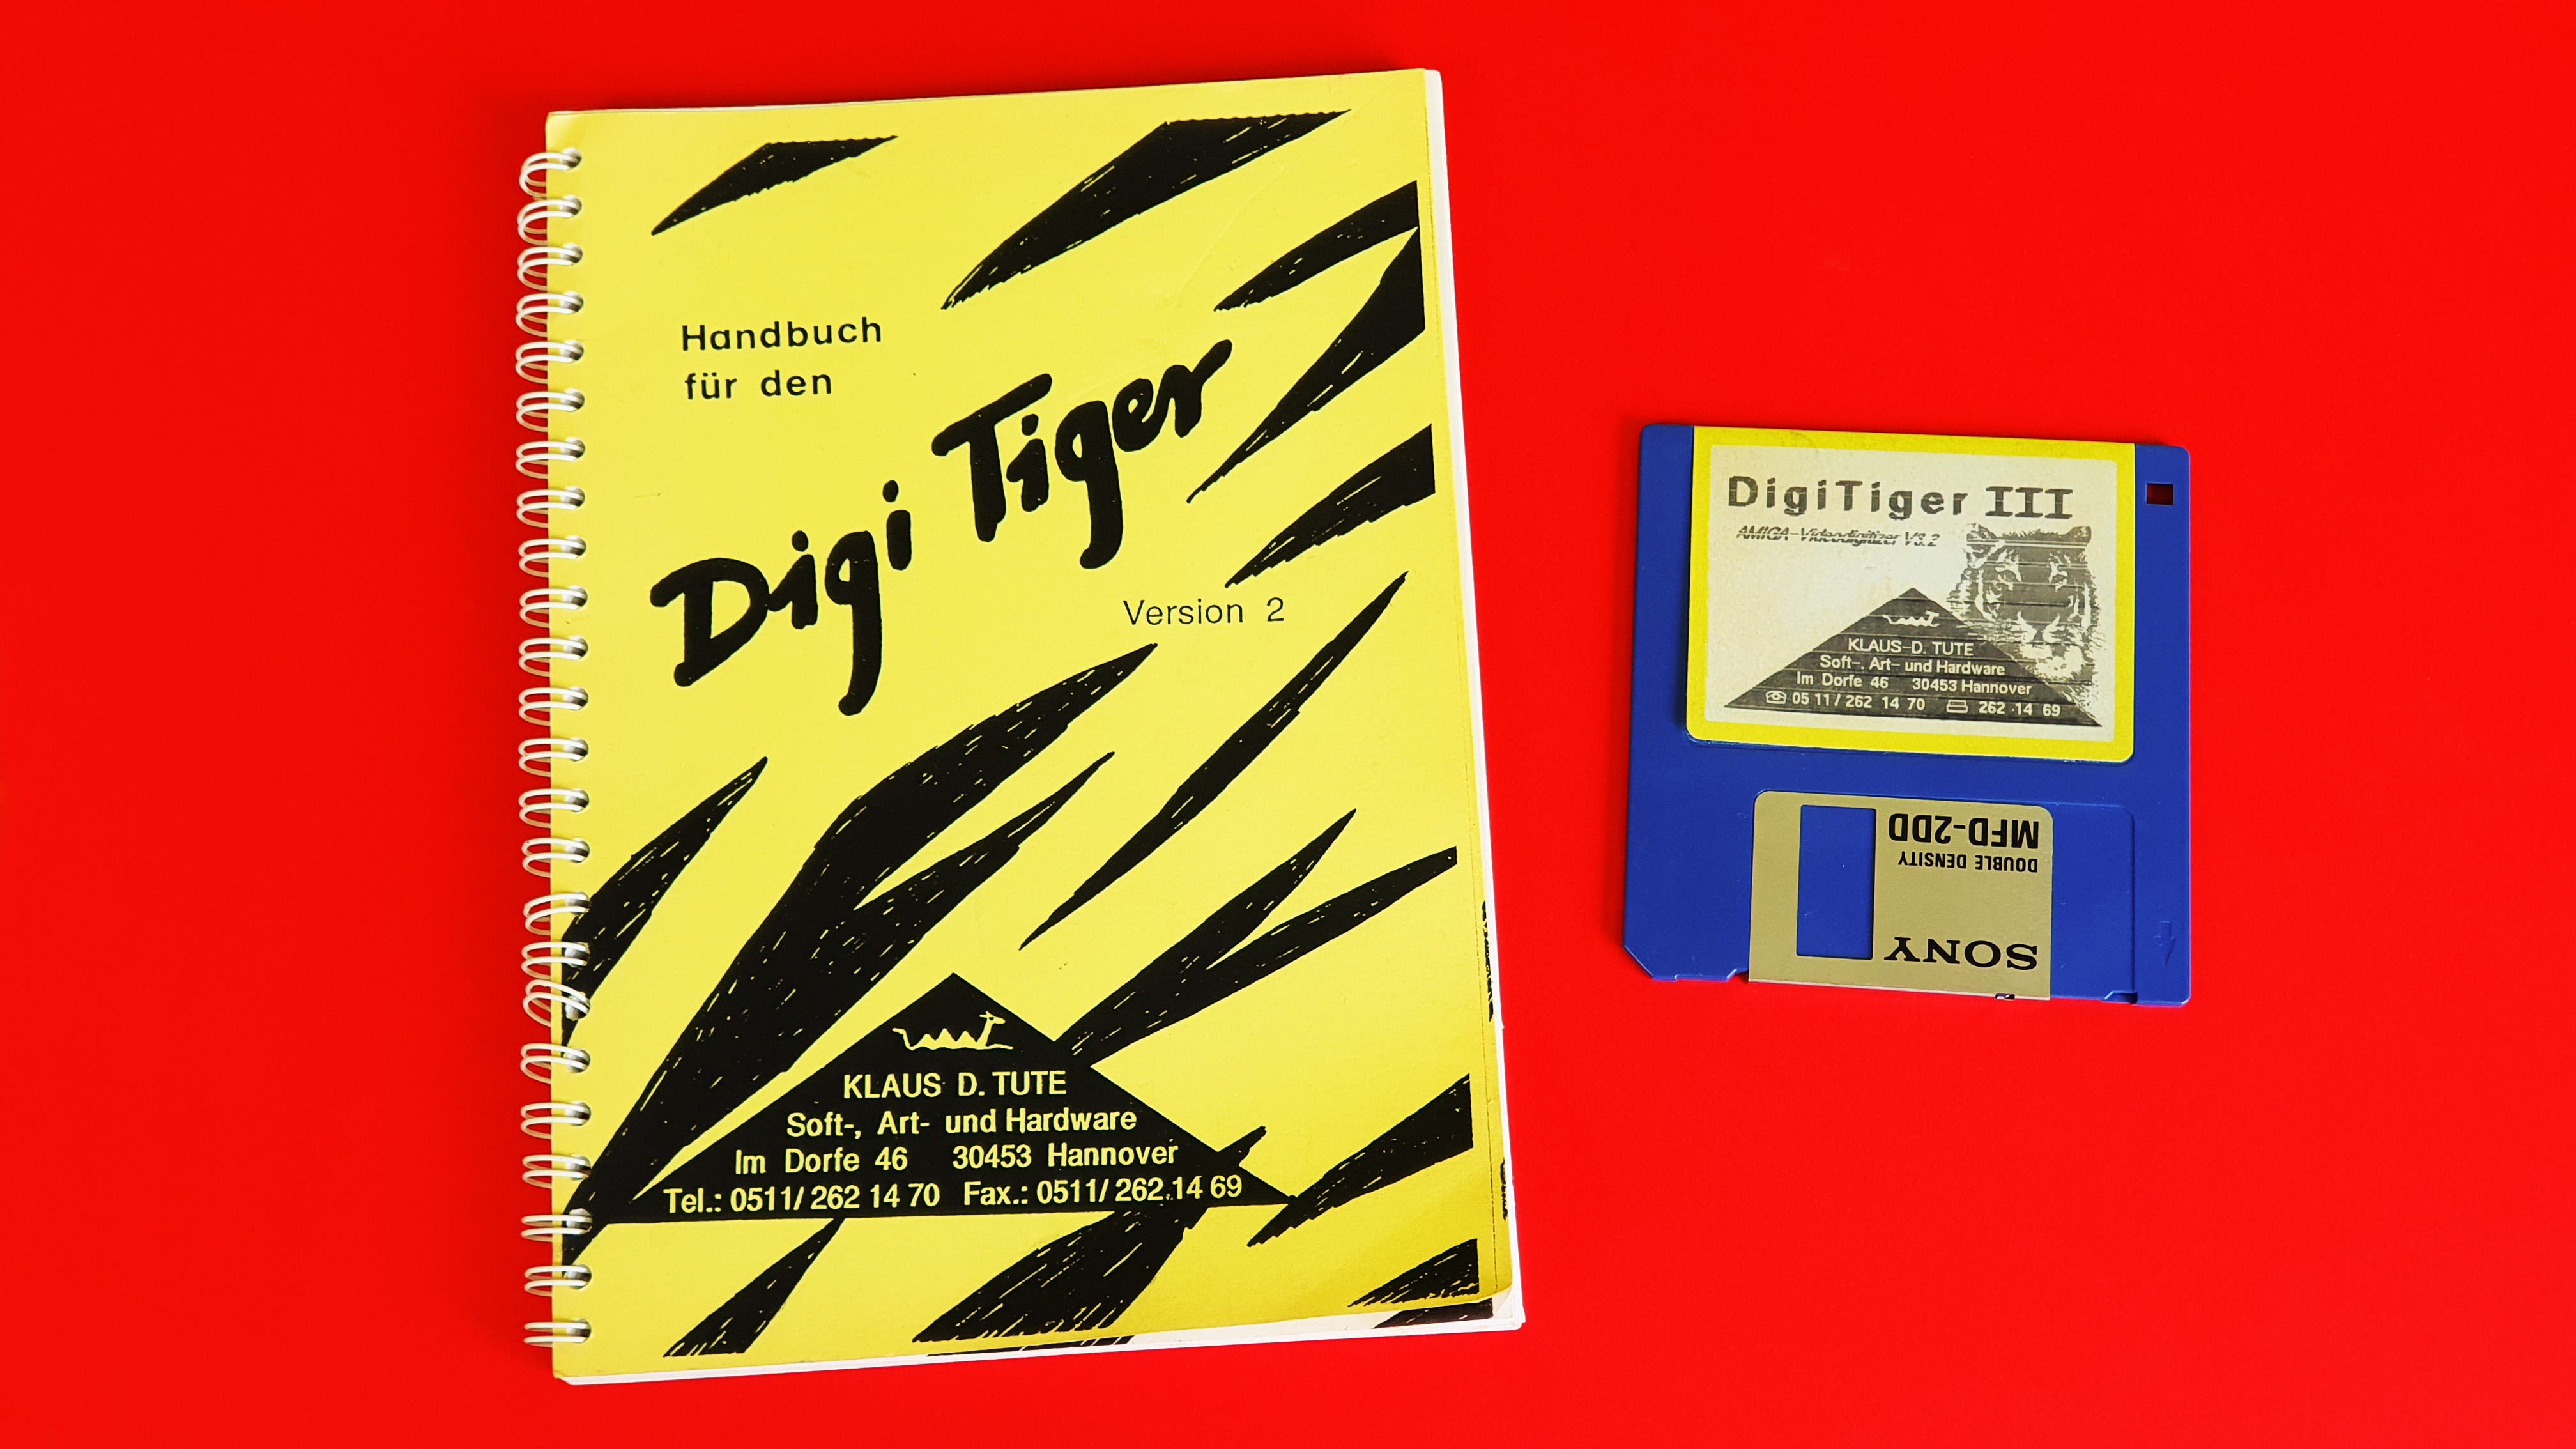 Handbuch
für den
Digi Tiger
Version 2
KLAUS D. TUTE
Soft-, Art- und Hardware
Im Dorfe 46 30453 Hannover
Tel.: 0511/ 262 14 70 Fax.: 0511/ 262.14 69
DigiTiger III
AMIGA-Videodigitizer V3.2
KLAUS D. TUTE
Soft-, Art- und Hardware
Im Dorfe 46 30453 Hannover
05 11 / 262 14 70 262 14 69
MFD-2DD
DOUBLE DENSITY
SONY